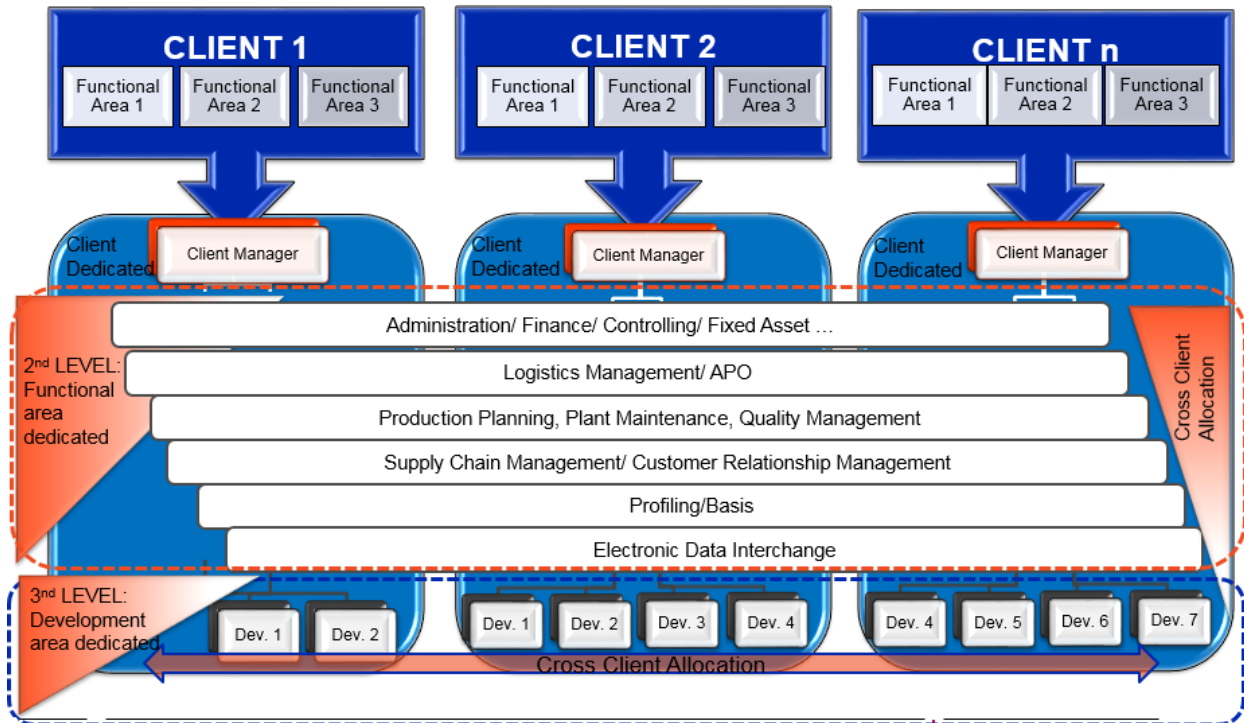 CLIENT 1
Functional
Area 1
Functional
Area 2
Functional
Area 3
CLIENT 2
Functional
Area 1
Functional
Area 2
Functional
Area 3
CLIENT n
Functional
Area 1
Functional
Area 2
Functional
Area 3
Client
Dedicated
Client Manager
Client
Dedicated
Client Manager
Client
Dedicated
Client Manager
2nd LEVEL:
Functional
area
dedicated
Administration/ Finance/ Controlling/ Fixed Asset ...
Logistics Management/ APO
Production Planning, Plant Maintenance, Quality Management
Supply Chain Management/ Customer Relationship Management
Profiling/Basis
Electronic Data Interchange
Cross Client
Allocation
3nd LEVEL:
Development
area dedicated
Dev. 1
Dev. 2
Dev. 1
Dev. 2
Dev. 3
Dev. 4
Dev. 4
Dev. 5
Dev. 6
Dev. 7
Cross Client Allocation